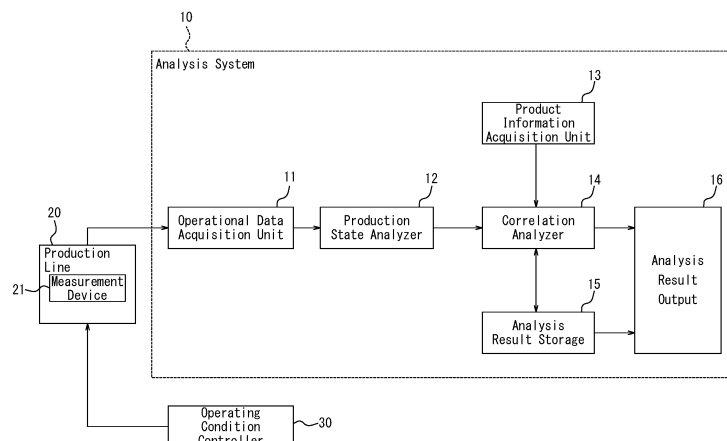 10
Analysis System
13
Product
Information
Acquisition Unit
11
12
14
16
20
Operational Data
Acquisition Unit
Production
State Analyzer
Correlation
Analyzer
Production
Line
21
Measurement
Device
Analysis
Result
Output
15
Analysis
Result Storage
Operating
Condition
Controller
30